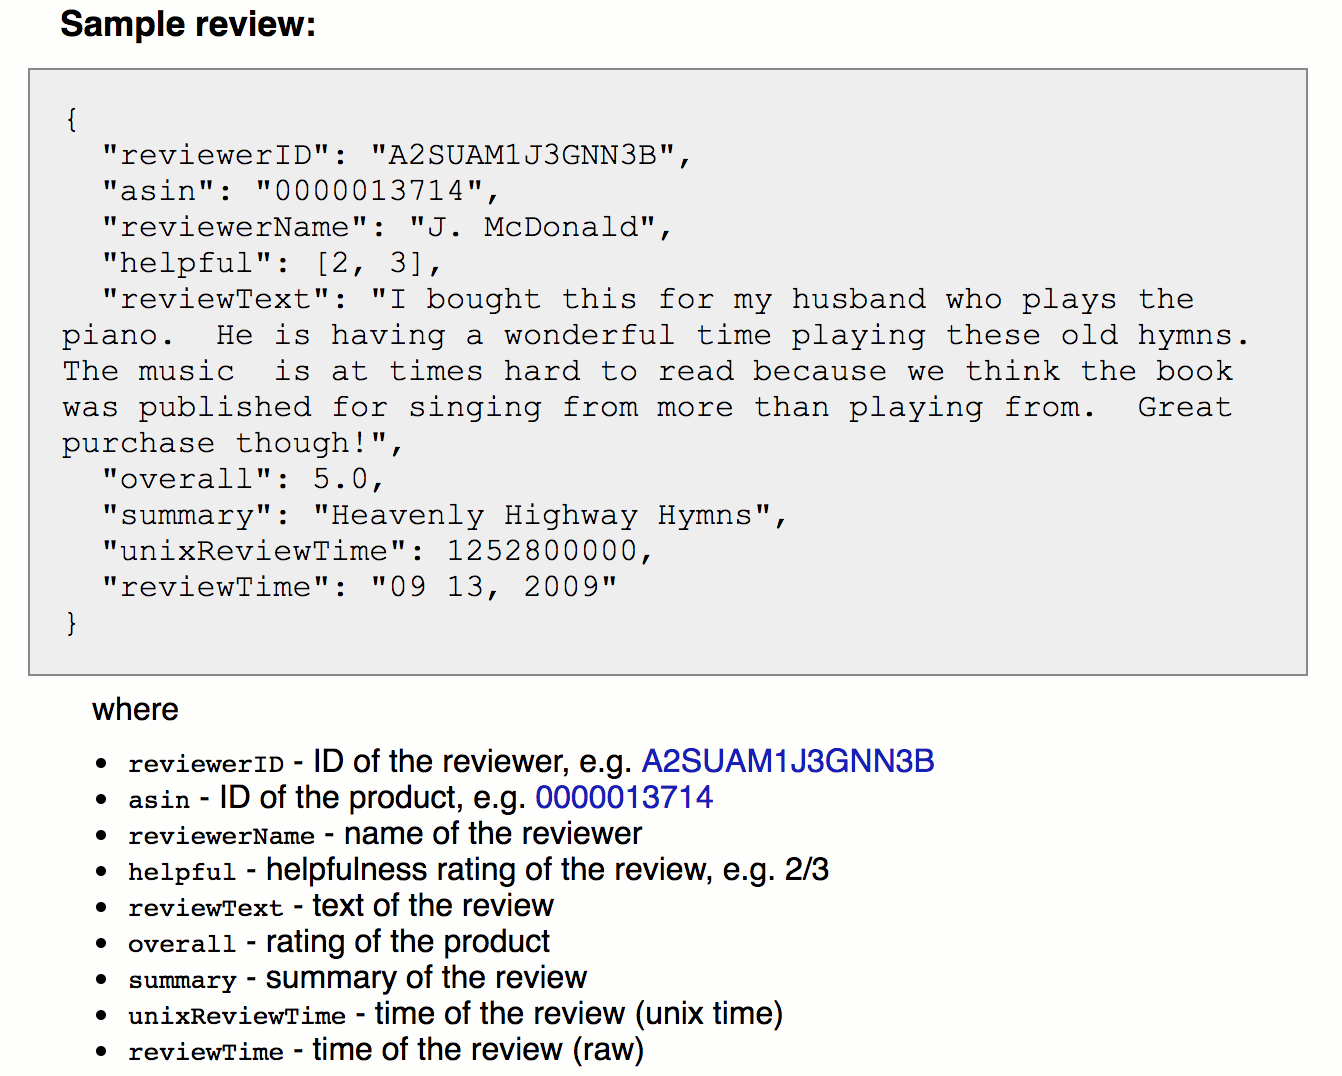 Sample review:
{
  "reviewerID": "A2SUAM1J3GNN3B",
  "asin": "0000013714",
  "reviewerName": "J. McDonald",
  "helpful": [2, 3],
  "reviewText": "I bought this for my husband who plays the
piano.  He is having a wonderful time playing these old hymns.
The music  is at times hard to read because we think the book
was published for singing from more than playing from.  Great
purchase though!",
  "overall": 5.0,
  "summary": "Heavenly Highway Hymns",
  "unixReviewTime": 1252800000,
  "reviewTime": "09 13, 2009"
}
where
• reviewerID - ID of the reviewer, e.g. A2SUAM1J3GNN3B
• asin - ID of the product, e.g. 0000013714
• reviewerName - name of the reviewer
• helpful - helpfulness rating of the review, e.g. 2/3
• reviewText - text of the review
• overall - rating of the product
• summary - summary of the review
• unixReviewTime - time of the review (unix time)
• reviewTime - time of the review (raw)